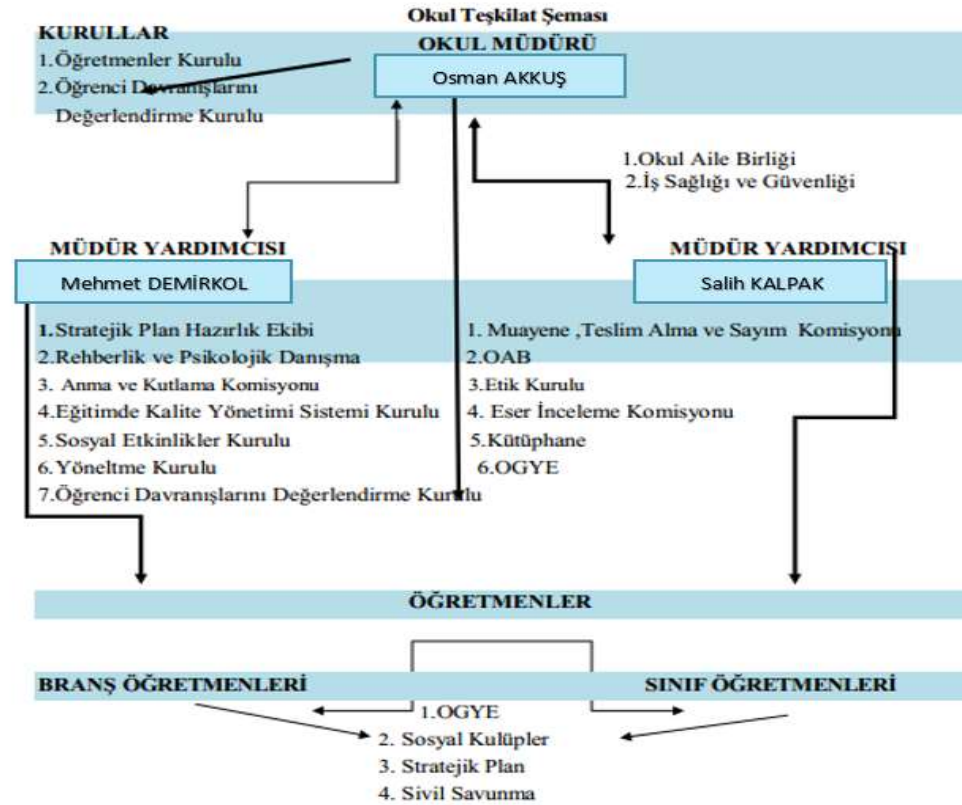 Okul Teşkilat Şeması
KURULLAR
OKUL MÜDÜRÜ
1.Öğretmenler Kurulu
Osman AKKUŞ
2.Öğrenci Davranışlarını
Değerlendirme Kurulu
1.Okul Aile Birliği
2.İş Sağlığı ve Güvenliği
MÜDÜR YARDIMCISI
Mehmet DEMİRKOL
1.Stratejik Plan Hazırlık Ekibi
2.Rehberlik ve Psikolojik Danışma
3. Anma ve Kutlama Komisyonu
4.Eğitimde Kalite Yönetimi Sistemi Kurulu
5.Sosyal Etkinlikler Kurulu
6.Yöneltme Kurulu
7.Öğrenci Davranışlarını Değerlendirme Kurulu
MÜDÜR YARDIMCISI
Salih KALPAK
1. Muayene ,Teslim Alma ve Sayım Komisyonu
2.OAB
3.Etik Kurulu
4. Eser İnceleme Komisyonu
5.Kütüphane
6.OGYE
ÖĞRETMENLER
BRANŞ ÖĞRETMENLERİ
SINIF ÖĞRETMENLERİ
1.OGYE
2. Sosyal Kulüpler
3. Stratejik Plan
4. Sivil Savunma